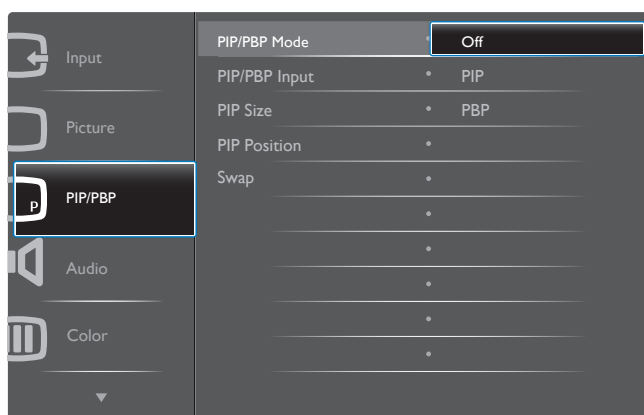 Input
Picture
P
PIP/PBP
Audio
Color
PIP/PBP Mode
PIP/PBP Input
PIP Size
PIP Position
Swap
Off
PIP
PBP